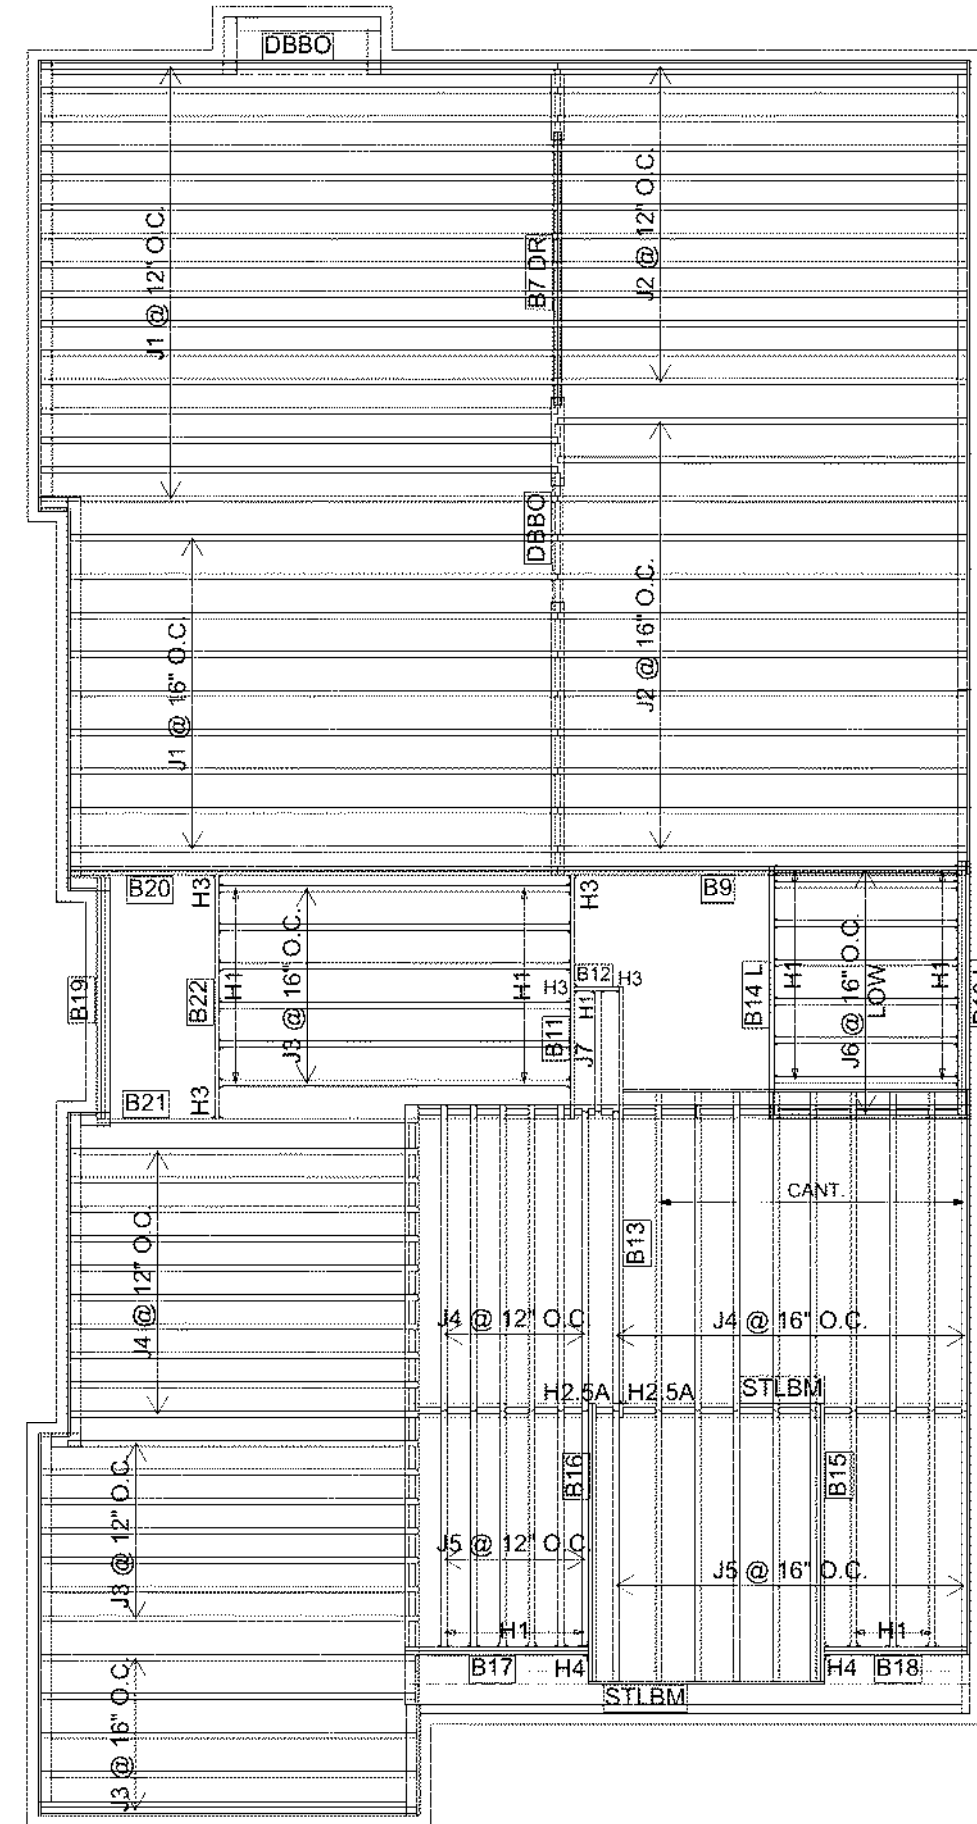 DBBO
J1 @ 12" O.C.
B7 DR
J2 @ 12" O.C.
DBBO
J1 @ 16" O.C.
J2 @ 16" O.C.
B20
H3
H3
B9
B19
B22
H1
J3 @ 16" O.C.
H1
H3
B12
H3
B11
H1
J7
B14 L
H1
J6 @ 16" O.C.
LOW
H1
B21
H3
CANT.
J4 @ 12" O.C.
B13
J4 @ 12" O.C.
J4 @ 16" O.C.
H2.5A
H2.5A
STLBM
J3 @ 12" O.C.
B16
B15
J5 @ 12" O.C.
J5 @ 16" O.C.
H1
H1
B17
H4
H4
B18
STLBM
J3 @ 16" O.C.